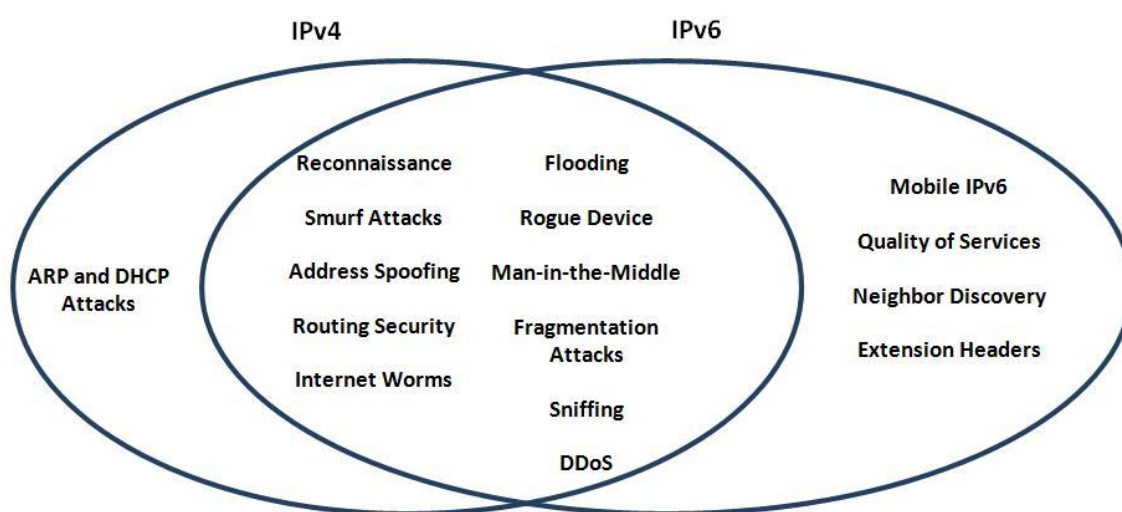 IPv4
IPv6
ARP and DHCP
Attacks
Reconnaissance
Smurf Attacks
Address Spoofing
Routing Security
Internet Worms
Flooding
Rogue Device
Man-in-the-Middle
Fragmentation
Attacks
Sniffing
DDoS
Mobile IPv6
Quality of Services
Neighbor Discovery
Extension Headers